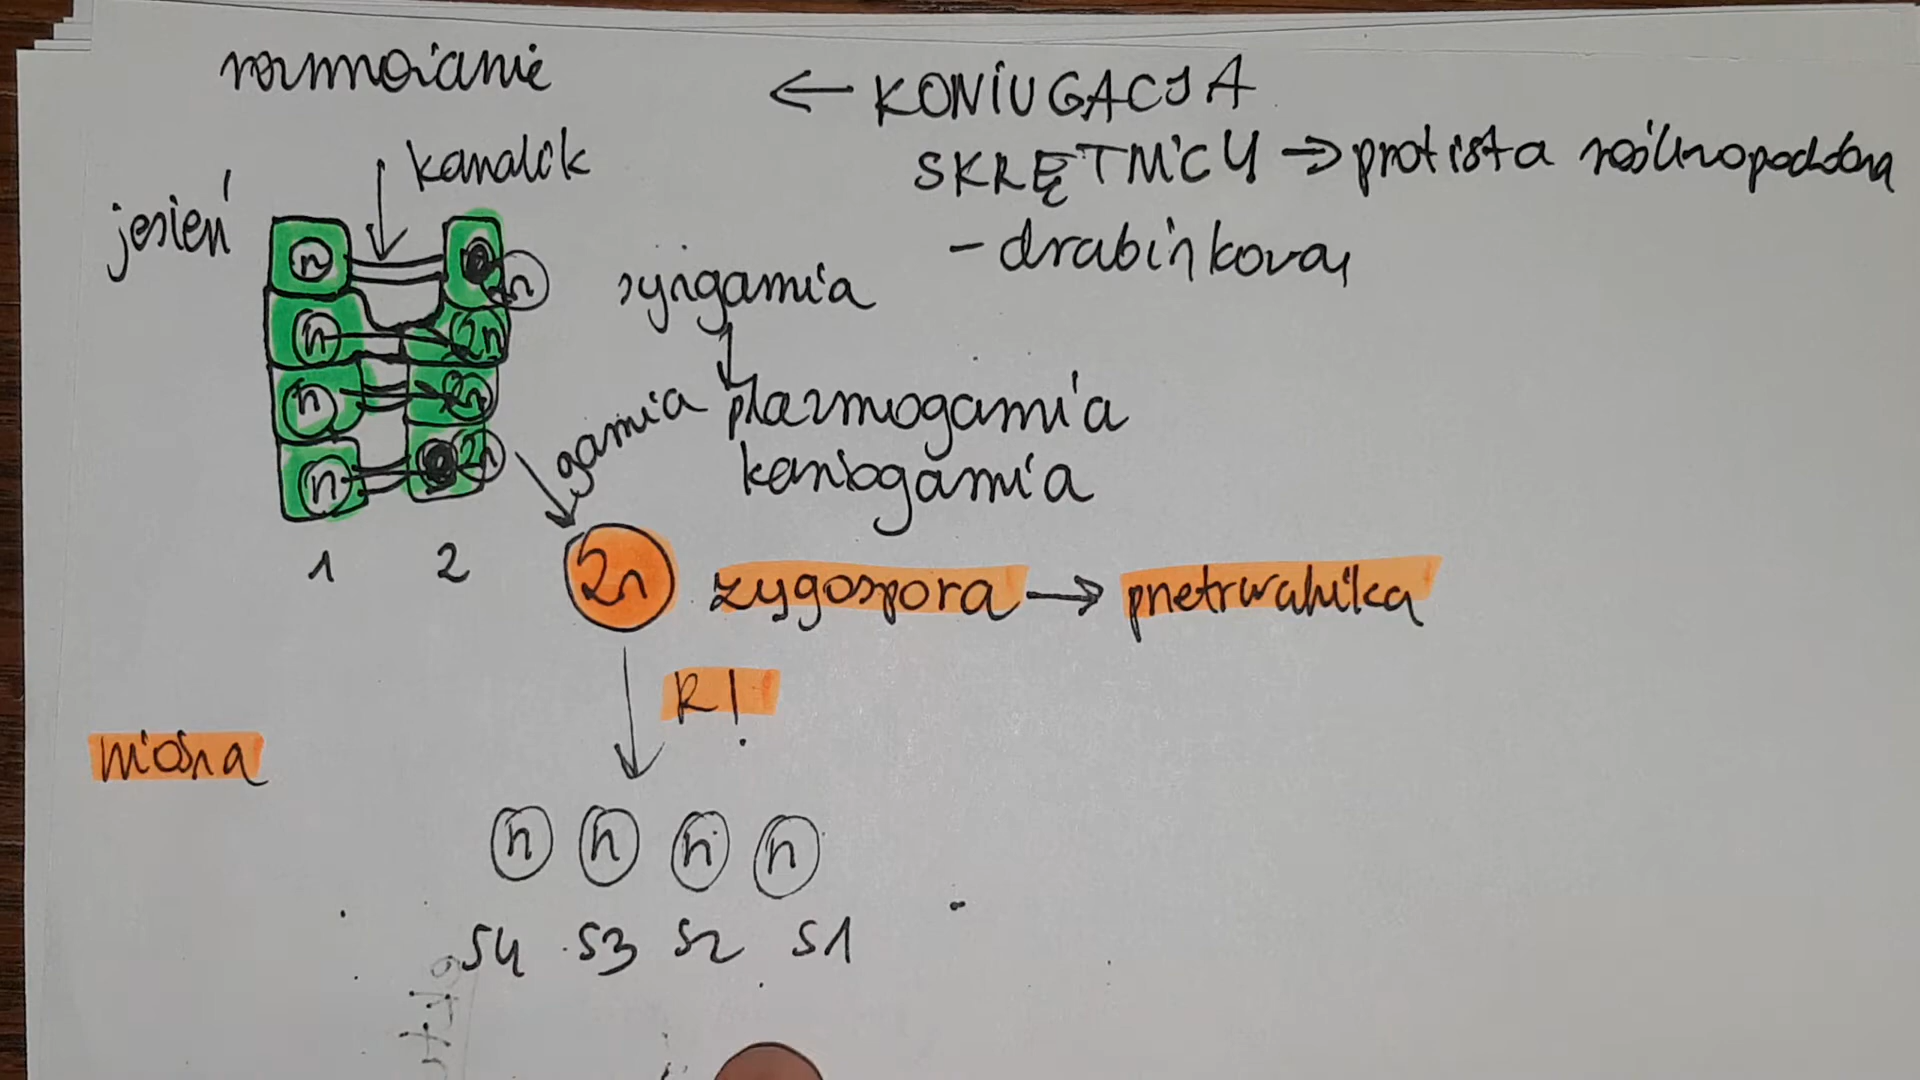 rozmnażanie
← KONIUGACJA
SKRĘTNICY → protista roślinopodobna
- drabinkowa
kanalik
jesień
n
2n
n
2n
n
2n
n
2n
1 2
syngamia
gamia
plazmogamia
kariogamia
2n
zygospora → przetrwalnika
R!
wiosna
n n n n
S4 S3 S2 S1